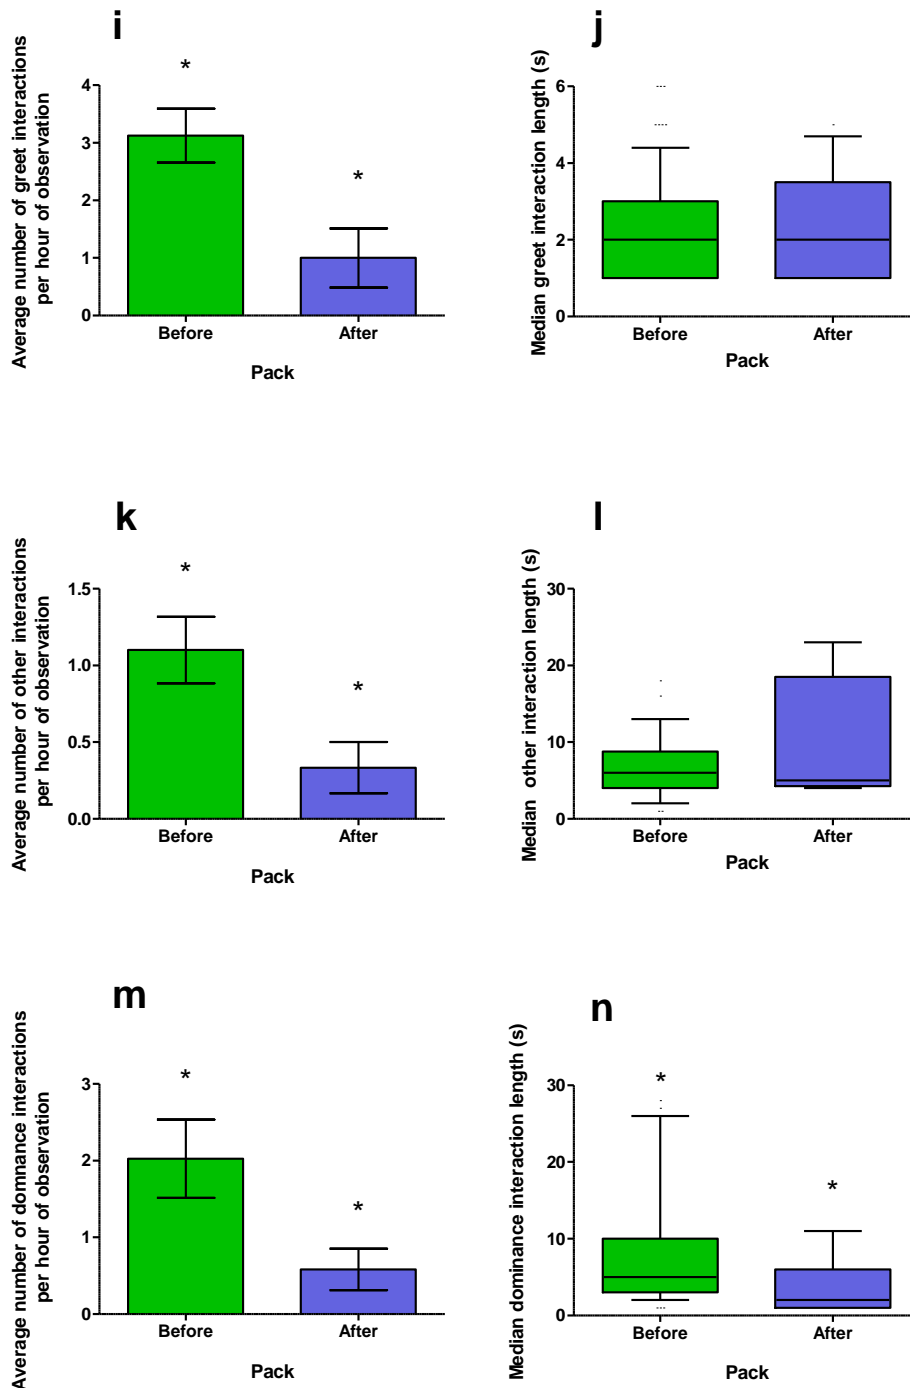 i
Average number of greet interactions
per hour of observation
4
3
2
1
0
*
*
Before
After
Pack
j
Median greet interaction length (s)
6
4
2
0
Before
After
Pack
k
Average number of other interactions
per hour of observation
1.5
1.0
0.5
0.0
*
*
Before
After
Pack
l
Median other interaction length (s)
30
20
10
0
Before
After
Pack
m
Average number of domnance interactions
per hour of observation
3
2
1
0
*
*
Before
After
Pack
n
Median dominance interaction length (s)
30
20
10
0
*
*
Before
After
Pack